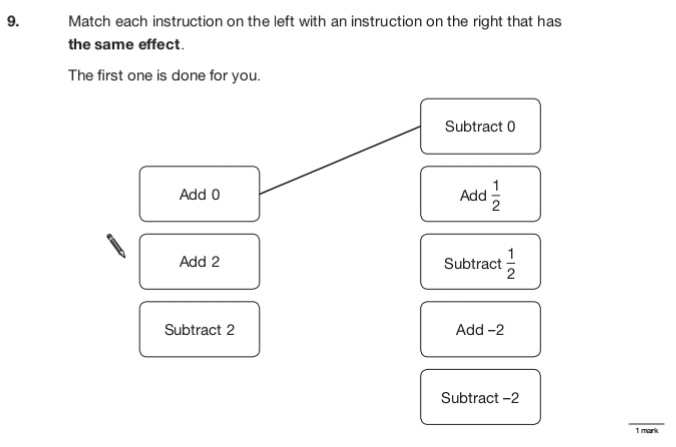 9. Match each instruction on the left with an instruction on the right that has
the same effect.
The first one is done for you.
Subtract 0
Add 0
Add 1/2
Add 2
Subtract 1/2
Subtract 2
Add –2
Subtract –2
1 mark